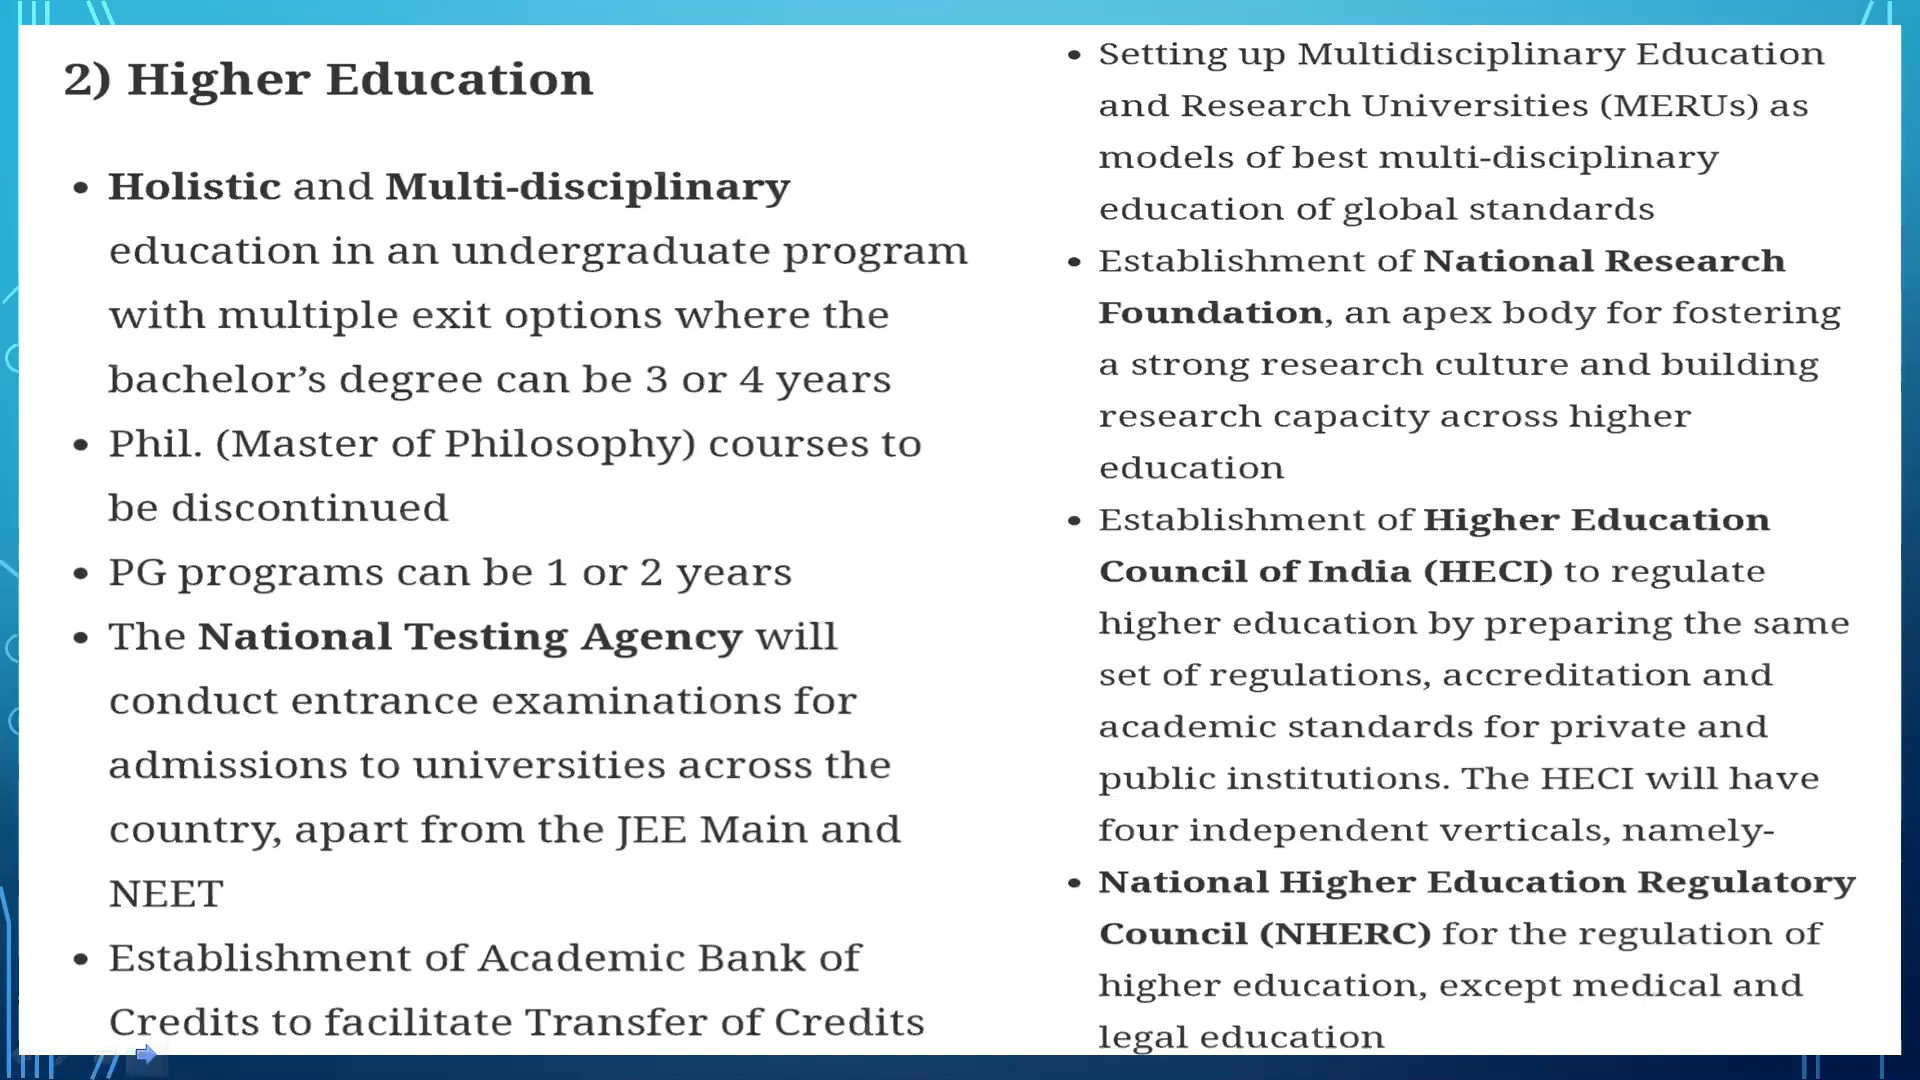 2) Higher Education
• Holistic and Multi-disciplinary
education in an undergraduate program
with multiple exit options where the
bachelor’s degree can be 3 or 4 years
• Phil. (Master of Philosophy) courses to
be discontinued
• PG programs can be 1 or 2 years
• The National Testing Agency will
conduct entrance examinations for
admissions to universities across the
country, apart from the JEE Main and
NEET
• Establishment of Academic Bank of
Credits to facilitate Transfer of Credits
• Setting up Multidisciplinary Education
and Research Universities (MERUs) as
models of best multi-disciplinary
education of global standards
• Establishment of National Research
Foundation, an apex body for fostering
a strong research culture and building
research capacity across higher
education
• Establishment of Higher Education
Council of India (HECI) to regulate
higher education by preparing the same
set of regulations, accreditation and
academic standards for private and
public institutions. The HECI will have
four independent verticals, namely-
• National Higher Education Regulatory
Council (NHERC) for the regulation of
higher education, except medical and
legal education